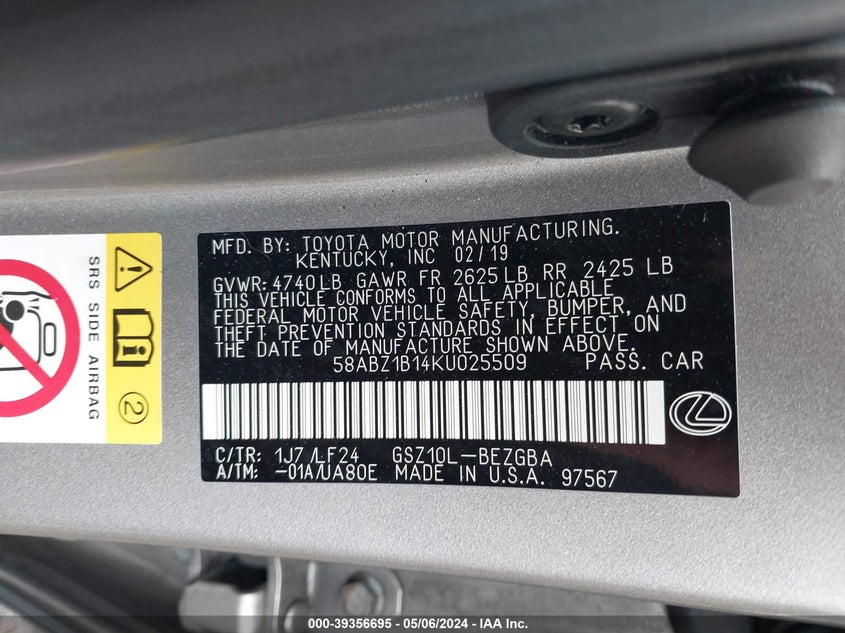 MFD. BY: TOYOTA MOTOR MANUFACTURING.
KENTUCKY, INC 02/19
GVWR: 4740LB GAWR FR 2625LB RR 2425 LB
THIS VEHICLE CONFORMS TO ALL APPLICABLE
FEDERAL MOTOR VEHICLE SAFETY, BUMPER, AND
THEFT PREVENTION STANDARDS IN EFFECT ON
THE DATE OF MANUFACTURE SHOWN ABOVE.
58ABZ1B14KU025509 PASS. CAR
C/TR: 1J7 /LF24 GSZ10L-BEZGBA
A/TM: -01A/UA80E MADE IN U.S.A. 97567
SRS SIDE AIRBAG
2
000-39356695 - 05/06/2024 - IAA Inc.